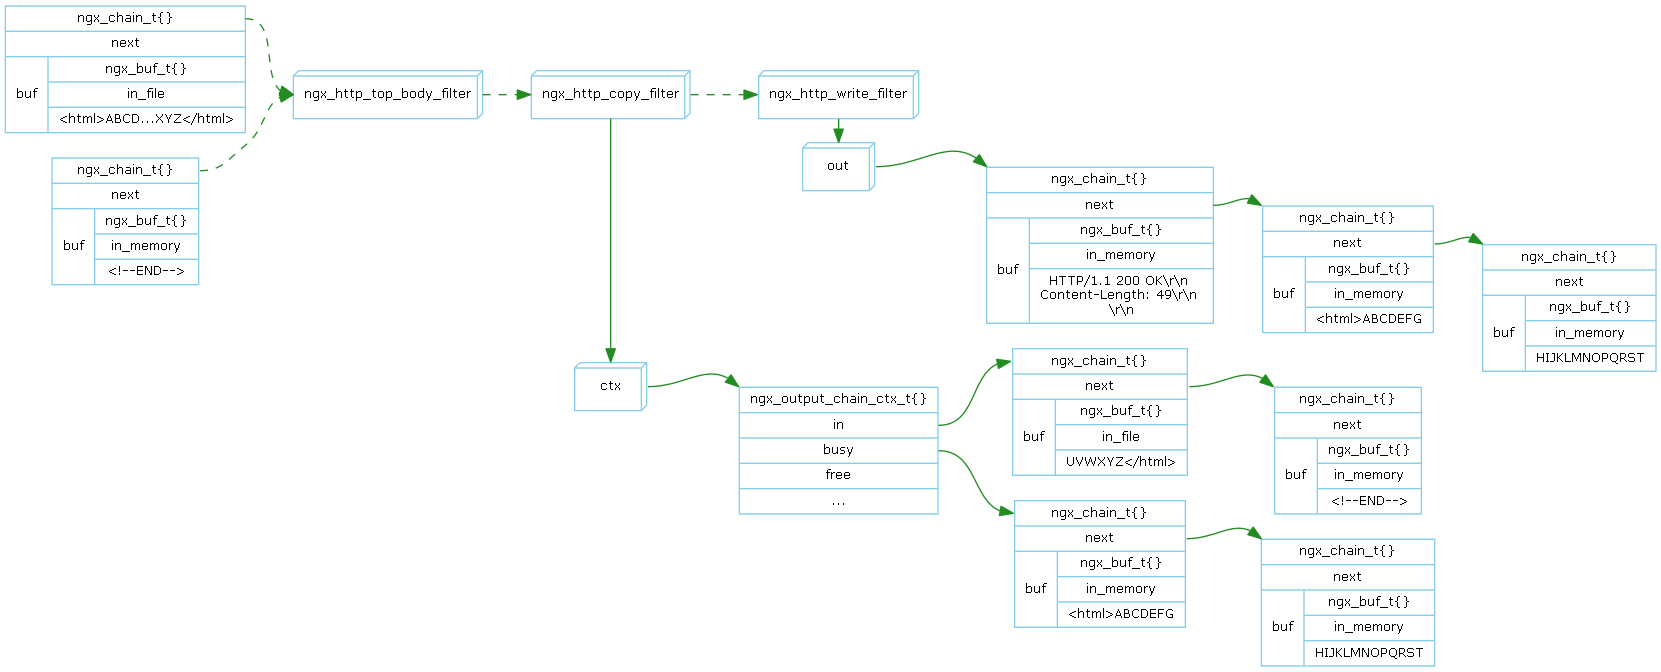 ngx_chain_t{}
next
buf
ngx_buf_t{}
in_file
<html>ABCD...XYZ</html>
ngx_chain_t{}
next
buf
ngx_buf_t{}
in_memory
<!--END-->
ngx_http_top_body_filter
ngx_http_copy_filter
ngx_http_write_filter
out
ngx_chain_t{}
next
buf
ngx_buf_t{}
in_memory
HTTP/1.1 200 OK\r\n
Content-Length: 49\r\n
\r\n
ngx_chain_t{}
next
buf
ngx_buf_t{}
in_memory
<html>ABCDEFG
ngx_chain_t{}
next
buf
ngx_buf_t{}
in_memory
HIJKLMNOPQRST
ctx
ngx_output_chain_ctx_t{}
in
busy
free
...
ngx_chain_t{}
next
buf
ngx_buf_t{}
in_file
UVWXYZ</html>
ngx_chain_t{}
next
buf
ngx_buf_t{}
in_memory
<!--END-->
ngx_chain_t{}
next
buf
ngx_buf_t{}
in_memory
<html>ABCDEFG
ngx_chain_t{}
next
buf
ngx_buf_t{}
in_memory
HIJKLMNOPQRST